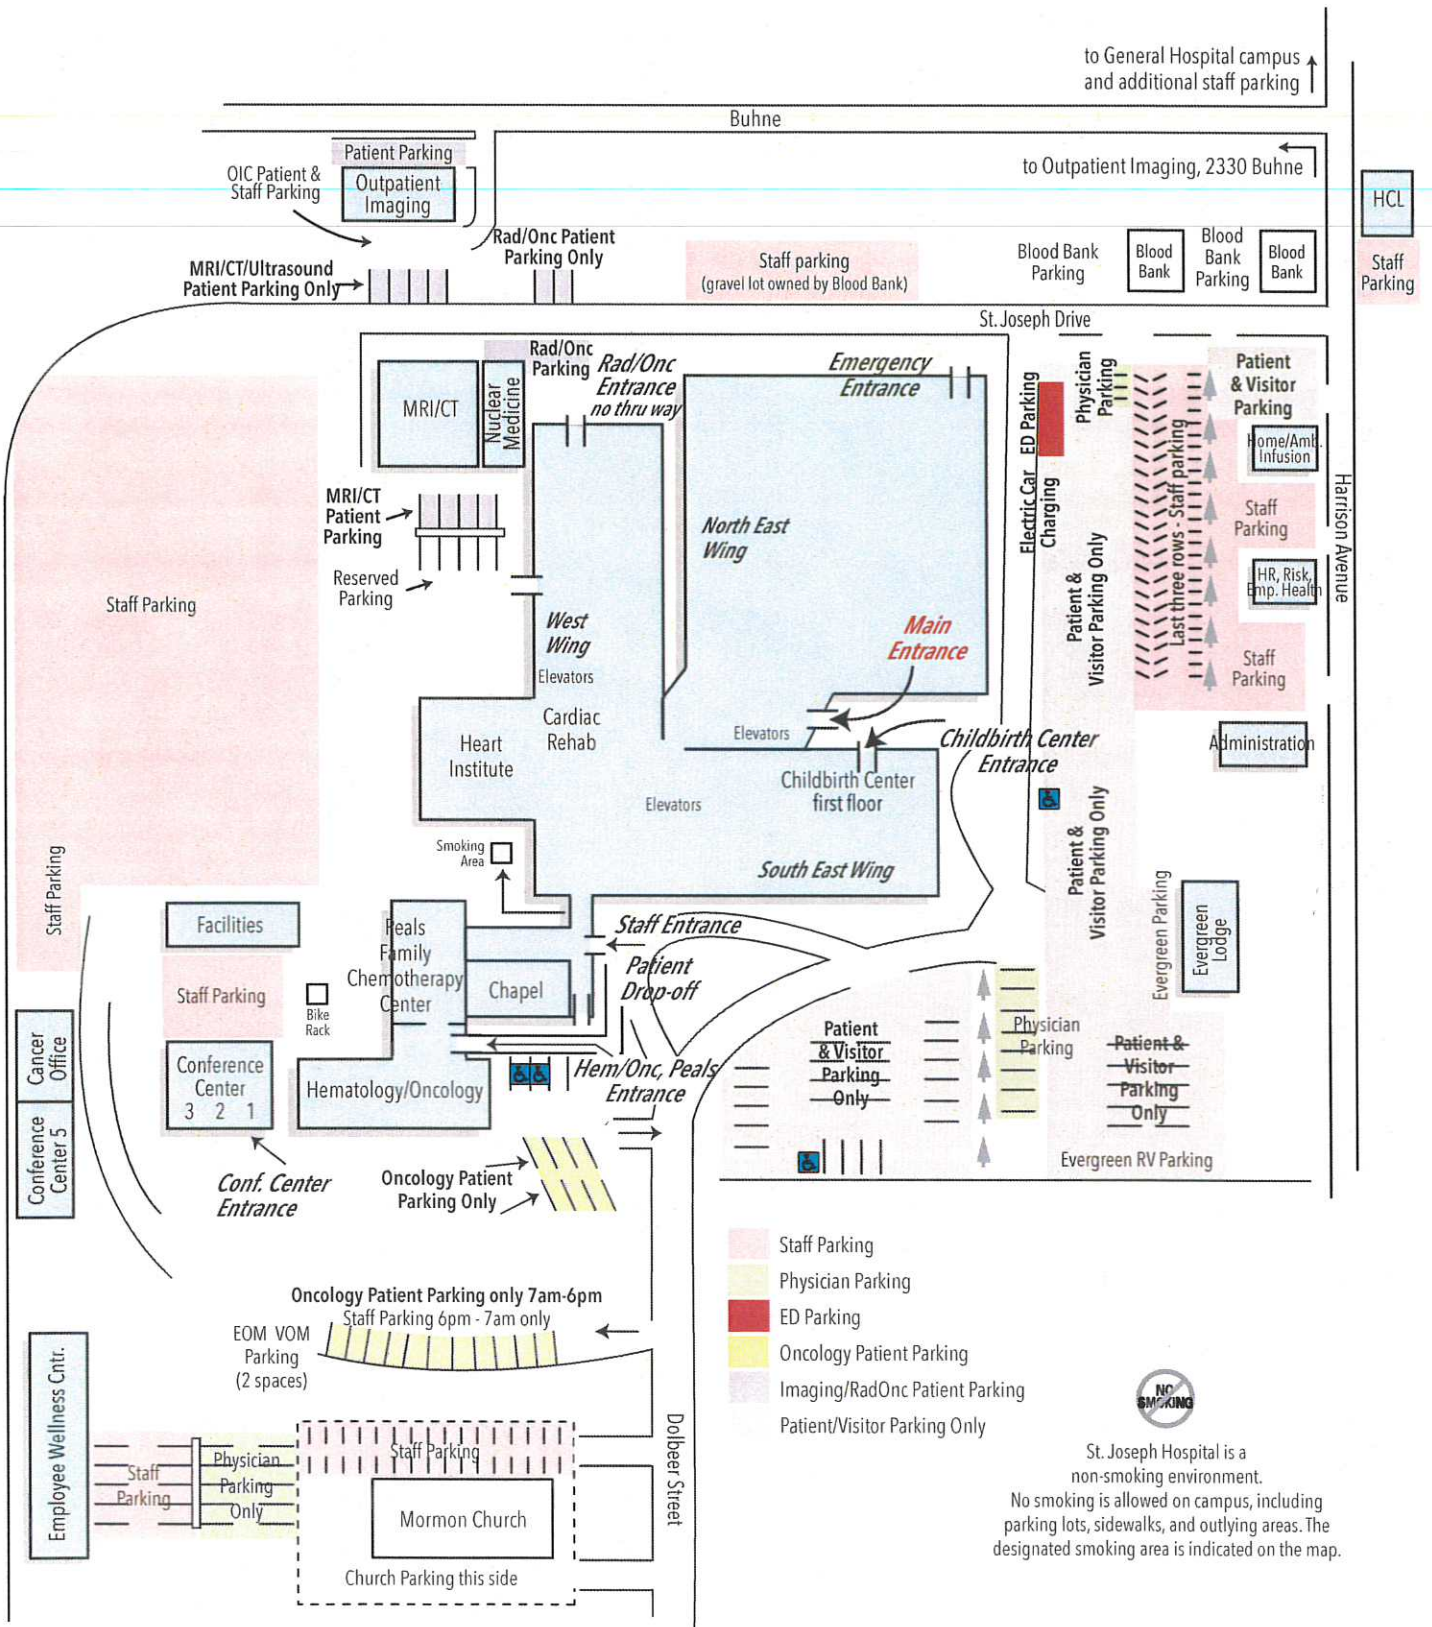 to General Hospital campus
and additional staff parking
Buhne
to Outpatient Imaging, 2330 Buhne
Patient Parking
OIC Patient &
Staff Parking
Outpatient
Imaging
HCL
Staff
Parking
MRI/CT/Ultrasound
Patient Parking Only
Rad/Onc Patient
Parking Only
Staff parking
(gravel lot owned by Blood Bank)
Blood Bank
Parking
Blood
Bank
Blood
Bank
Parking
Blood
Bank
St. Joseph Drive
Rad/Onc
Parking
Rad/Onc
Entrance
no thru way
Emergency
Entrance
MRI/CT
Nuclear
Medicine
ED Parking
Physician
Parking
Patient
& Visitor
Parking
Home/Amb.
Infusion
Electric Car
Charging
Last three rows - Staff parking
Staff
Parking
Harrison Avenue
MRI/CT
Patient
Parking
Reserved
Parking
North East
Wing
Patient &
Visitor Parking Only
HR, Risk,
Emp. Health
Staff Parking
West
Wing
Elevators
Main
Entrance
Staff
Parking
Cardiac
Rehab
Heart
Institute
Elevators
Childbirth Center
Entrance
Administration
Childbirth Center
first floor
Elevators
Patient &
Visitor Parking Only
Smoking
Area
South East Wing
Staff Parking
Evergreen Parking
Evergreen
Lodge
Facilities
Peals
Family
Chemotherapy
Center
Staff Entrance
Patient
Drop-off
Chapel
Staff Parking
Bike
Rack
Cancer
Office
Conference
Center 5
Conference
Center
3 2 1
Hematology/Oncology
Hem/Onc, Peals
Entrance
Patient
& Visitor
Parking
Only
Physician
Parking
Patient &
Visitor
Parking
Only
Evergreen RV Parking
Conf. Center
Entrance
Oncology Patient
Parking Only
Staff Parking
Physician Parking
ED Parking
Oncology Patient Parking
Imaging/RadOnc Patient Parking
Patient/Visitor Parking Only
Oncology Patient Parking only 7am-6pm
Staff Parking 6pm - 7am only
EOM VOM
Parking
(2 spaces)
Employee Wellness Cntr.
Staff
Parking
Physician
Parking
Only
Staff Parking
Mormon Church
Church Parking this side
Dolbeer Street
NO
SMOKING
St. Joseph Hospital is a
non-smoking environment.
No smoking is allowed on campus, including
parking lots, sidewalks, and outlying areas. The
designated smoking area is indicated on the map.